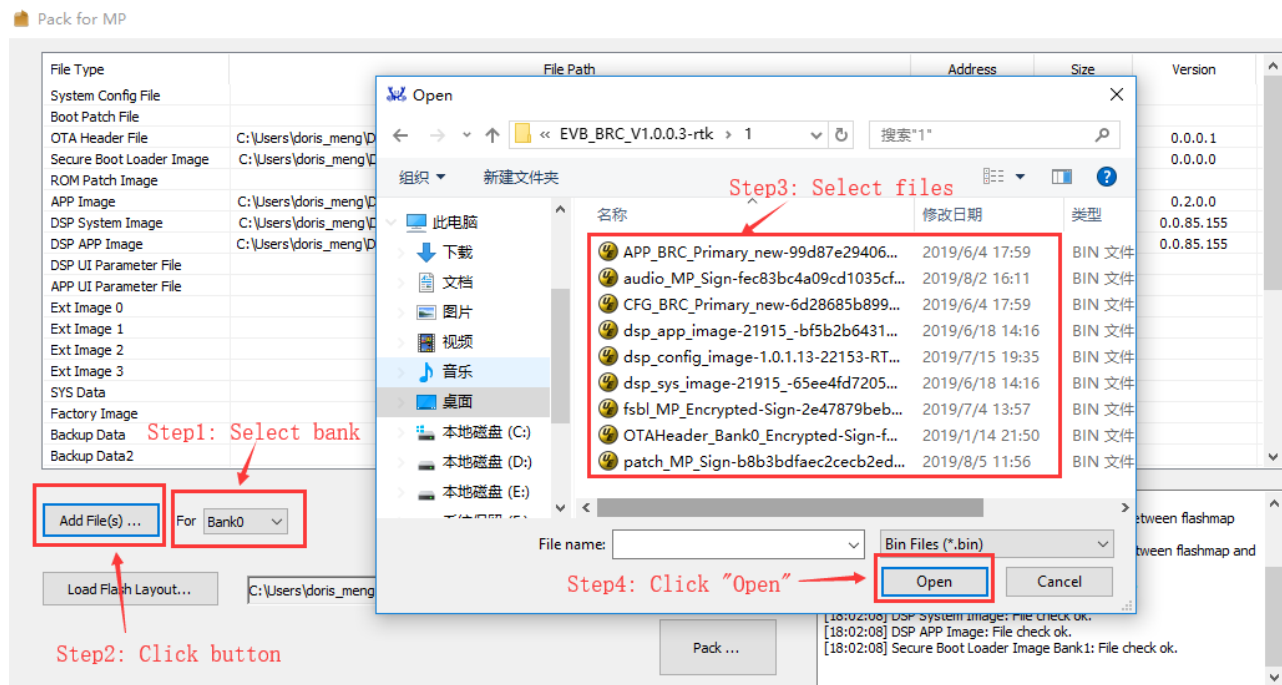 Pack for MP
File Type File Path Address Size Version
System Config File
Boot Patch File
OTA Header File C:\Users\doris_meng\D 0.0.0.1
Secure Boot Loader Image C:\Users\doris_meng\D 0.0.0.0
ROM Patch Image
APP Image C:\Users\doris_meng\D 0.2.0.0
DSP System Image C:\Users\doris_meng\D 0.0.85.155
DSP APP Image C:\Users\doris_meng\D 0.0.85.155
DSP UI Parameter File
APP UI Parameter File
Ext Image 0
Ext Image 1
Ext Image 2
Ext Image 3
SYS Data
Factory Image
Backup Data
Backup Data2
Step1: Select bank
Add File(s) ... For Bank0
Load Flash Layout... C:\Users\doris_meng
Step2: Click button
Open
« EVB_BRC_V1.0.0.3-rtk › 1 搜索"1"
组织 新建文件夹
Step3: Select files
此电脑
下载
文档
图片
视频
音乐
桌面
本地磁盘 (C:)
本地磁盘 (D:)
本地磁盘 (E:)
名称 修改日期 类型
APP_BRC_Primary_new-99d87e29406... 2019/6/4 17:59 BIN 文件
audio_MP_Sign-fec83bc4a09cd1035cf... 2019/8/2 16:11 BIN 文件
CFG_BRC_Primary_new-6d28685b899... 2019/6/4 17:59 BIN 文件
dsp_app_image-21915_-bf5b2b6431... 2019/6/18 14:16 BIN 文件
dsp_config_image-1.0.1.13-22153-RT... 2019/7/15 19:35 BIN 文件
dsp_sys_image-21915_-65ee4fd7205... 2019/6/18 14:16 BIN 文件
fsbl_MP_Encrypted-Sign-2e47879beb... 2019/7/4 13:57 BIN 文件
OTAHeader_Bank0_Encrypted-Sign-f... 2019/1/14 21:50 BIN 文件
patch_MP_Sign-b8b3bdfaec2cecb2ed... 2019/8/5 11:56 BIN 文件
File name: Bin Files (*.bin)
Step4: Click "Open" Open Cancel
etween flashmap
tween flashmap and
[18:02:08] DSP System Image: File check ok.
[18:02:08] DSP APP Image: File check ok.
[18:02:08] Secure Boot Loader Image Bank1: File check ok.
Pack ...